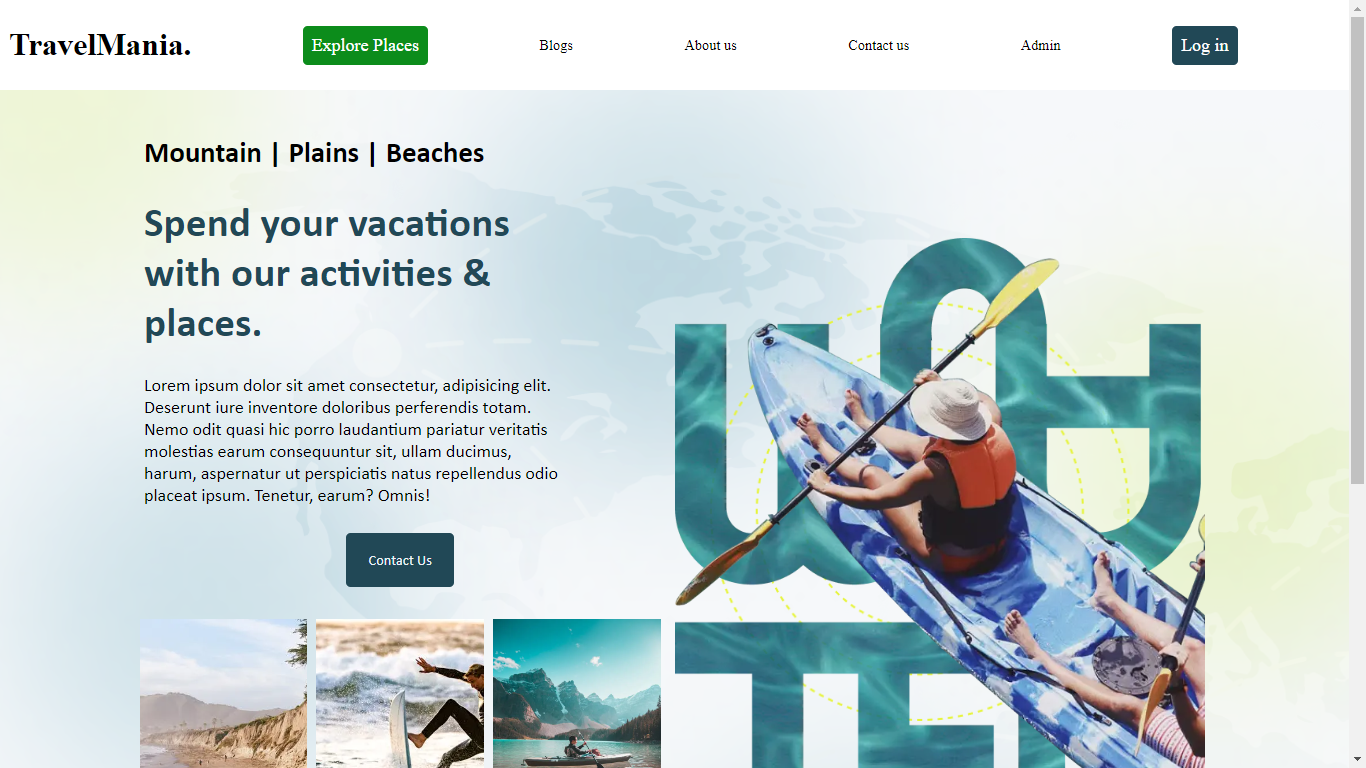 TravelMania.
Explore Places
Blogs
About us
Contact us
Admin
Log in
Mountain | Plains | Beaches
Spend your vacations
with our activities &
places.
Lorem ipsum dolor sit amet consectetur, adipisicing elit.
Deserunt iure inventore doloribus perferendis totam.
Nemo odit quasi hic porro laudantium pariatur veritatis
molestias earum consequuntur sit, ullam ducimus,
harum, aspernatur ut perspiciatis natus repellendus odio
placeat ipsum. Tenetur, earum? Omnis!
Contact Us